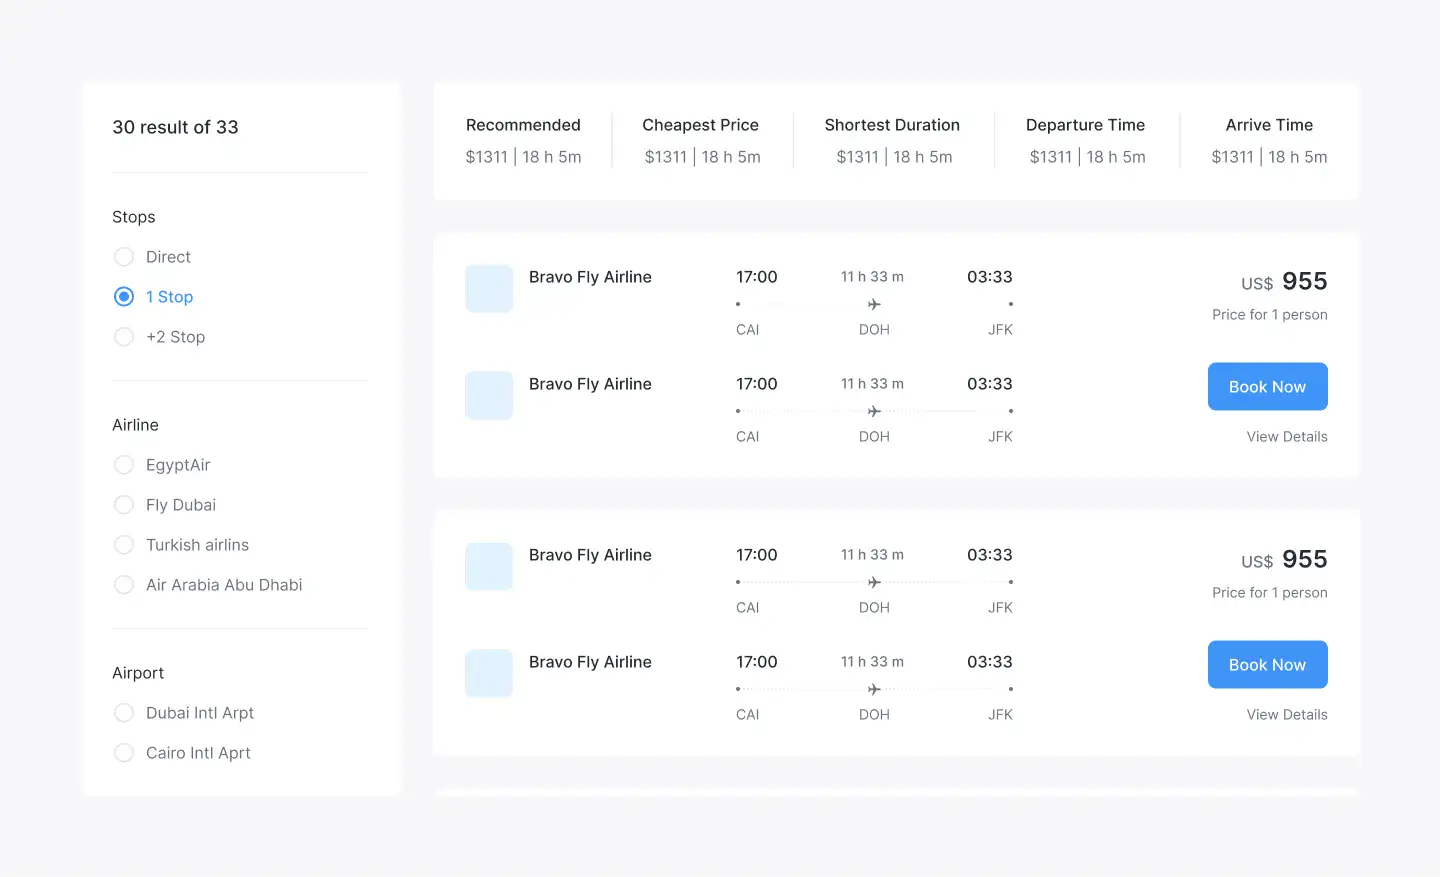 30 result of 33
Stops
Direct
1 Stop
+2 Stop
Airline
EgyptAir
Fly Dubai
Turkish airlins
Air Arabia Abu Dhabi
Airport
Dubai Intl Arpt
Cairo Intl Aprt
Recommended
$1311 | 18 h 5m
Cheapest Price
$1311 | 18 h 5m
Shortest Duration
$1311 | 18 h 5m
Departure Time
$1311 | 18 h 5m
Arrive Time
$1311 | 18 h 5m
Bravo Fly Airline
17:00 11 h 33 m 03:33
CAI DOH JFK
US$ 955
Price for 1 person
Bravo Fly Airline
17:00 11 h 33 m 03:33
CAI DOH JFK
Book Now
View Details
Bravo Fly Airline
17:00 11 h 33 m 03:33
CAI DOH JFK
US$ 955
Price for 1 person
Bravo Fly Airline
17:00 11 h 33 m 03:33
CAI DOH JFK
Book Now
View Details